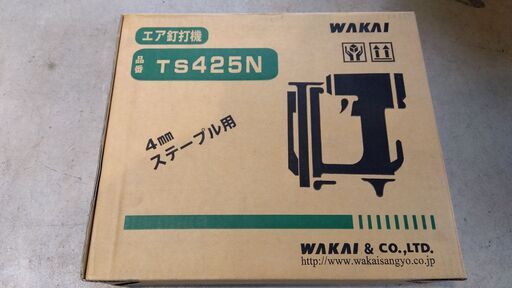 エア釘打機
WAKAI
品番 TS425N
4mm
ステープル用
WAKAI & CO.,LTD.
http://www.wakaisangyo.co.jp